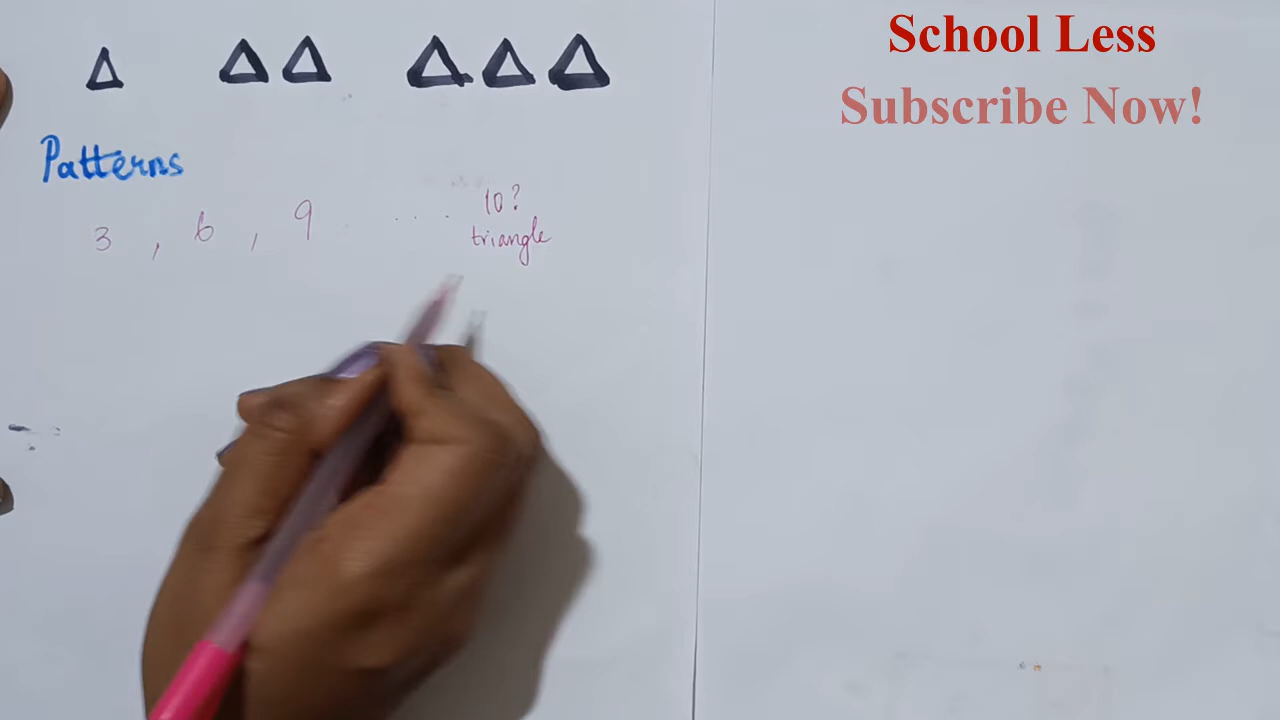 School Less
Subscribe Now!
Patterns
3 , 6 , 9 ..... 10?
triangle